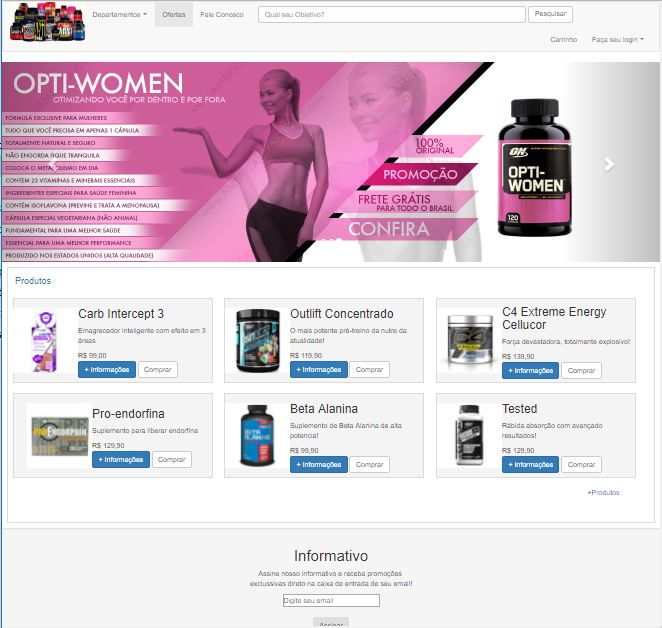 Departamentos
Ofertas
Fale Conosco
Qual seu Objetivo?
Pesquisar
Carrinho
Faça seu login
OPTI-WOMEN
OTIMIZANDO VOCÊ POR DENTRO E POR FORA
FÓRMULA EXCLUSIVE PARA MULHERES
TUDO QUE VOCÊ PRECISA EM APENAS 1 CÁPSULA
TOTALMENTE NATURAL E SEGURO
NÃO ENGORDA FIQUE TRANQUILA
COLOCA O METABOLISMO EM DIA
CONTEM 23 VITAMINAS E MINERAIS ESSENCIAIS
INGREDIENTES ESPECIAIS PARA SAÚDE FEMININA
CONTÉM ISOFLAVONA (PREVINE E TRATA A MENOPAUSA)
CÁPSULA ESPECIAL VEGETARIANA (NÃO ANIMAL)
FUNDAMENTAL PARA UMA MELHOR SAÚDE
ESSENCIAL PARA UMA MELHOR PERFORMANCE
PRODUZIDO NOS ESTADOS UNIDOS (ALTA QUALIDADE)
100%
ORIGINAL
PROMOÇÃO
FRETE GRÁTIS
PARA TODO O BRASIL
CONFIRA
ON
OPTI-
WOMEN
120
Produtos
Carb Intercept 3
Emagrecedor inteligente com efeito em 3
áreas
R$ 99,00
+ Informações
Comprar
Outlift Concentrado
O mais potente pré-treino da nutre da
atualidade!
R$ 119,90
+ Informações
Comprar
C4 Extreme Energy
Cellucor
Força devastadora, totalmente explosivo!
R$ 139,90
+ Informações
Comprar
C4
PRO ENDORPHIN
Pro-endorfina
Suplemento para liberar endorfina
R$ 129,90
+ Informações
Comprar
BETA
ALANINE
Beta Alanina
Suplemento de Beta Alanina de alta
potencia!
R$ 99,90
+ Informações
Comprar
Tested
Rábida absorção com avançado
resultados!
R$ 129,90
+ Informações
Comprar
+Produtos
Informativo
Assine nosso informativo e receba promoções
exclussivas direto na caixa de entrada de seu email!
Digite seu email
Assinar